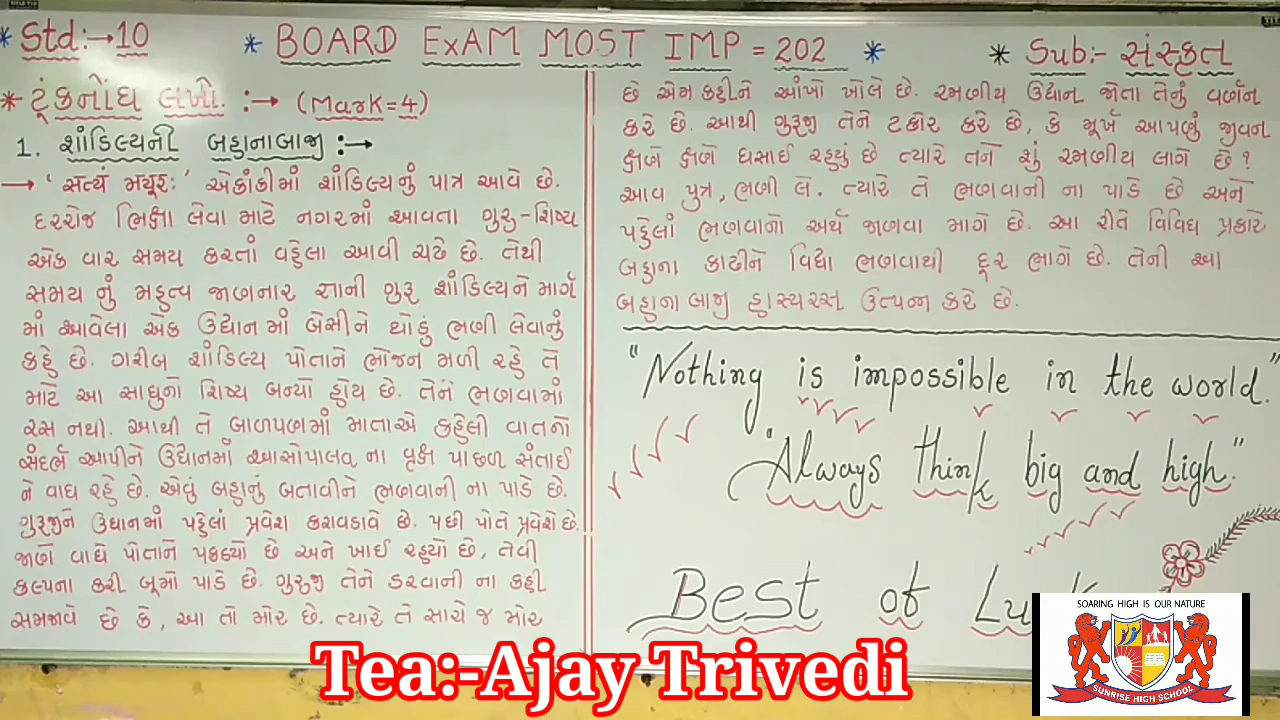 * Std:→10
* BOARD EXAM MOST IMP = 202 *
* Sub:- સંસ્કૃત
* ટૂંકનોંધ લખો. :→ (Mark=4)
1. શાંડિલ્યની બહાનાબાજી :→
→ 'સત્યં મયૂરઃ' એકાંકીમાં શાંડિલ્યનું પાત્ર આવે છે.
દરરોજ ભિક્ષા લેવા માટે નગરમાં આવતા ગુરુ-શિષ્ય
એક વાર સમય કરતાં વહેલા આવી ચઢે છે. તેથી
સમય નું મહત્વ જાણનાર જ્ઞાની ગુરુ શાંડિલ્યને માર્ગ
માં આવેલા એક ઉદ્યાન માં બેસીને થોડું ભણી લેવાનું
કહે છે. ગરીબ શાંડિલ્ય પોતાને ભોજન મળી રહે તે
માટે આ સાધુનો શિષ્ય બન્યો હોય છે. તેને ભણવામાં
રસ નથી. આથી તે બાળપણમાં માતાએ કહેલી વાતનો
સંદર્ભ આપીને ઉદ્યાનમાં આસોપાલવ ના વૃક્ષ પાછળ સંતાઈ
ને વાઘ રહે છે. એવું બહાનું બતાવીને ભણવાની ના પાડે છે.
ગુરુજીને ઉદ્યાનમાં પહેલાં પ્રવેશ કરાવડાવે છે. પછી પોતે પ્રવેશે છે.
જાણે વાઘે પોતાને પકડ્યો છે અને ખાઈ રહ્યો છે, તેવી
કલ્પના કરી બૂમો પાડે છે. ગુરુજી તેને ડરવાની ના કહી
સમજાવે છે કે, આ તો મોર છે. ત્યારે તે સાચે જ મોર
છે એમ કહીને આંખો ખોલે છે. રમણીય ઉદ્યાન જોતા તેનું વર્ણન
કરે છે. આથી ગુરુજી તેને ટકોર કરે છે, કે મૂર્ખ આપણું જીવન
ક્ષણે ક્ષણે ઘસાઈ રહ્યું છે ત્યારે તને શું રમણીય લાગે છે?
આવ પુત્ર, ભણી લે. ત્યારે તે ભણવાની ના પાડે છે અને
પહેલાં ભણવાનો અર્થ જાણવા માગે છે. આ રીતે વિવિધ પ્રકારે
બહાના કાઢીને વિદ્યા ભણવાથી દૂર ભાગે છે. તેની આ
બહાના બાજી હાસ્યરસ ઉત્પન્ન કરે છે.
"Nothing is impossible in the world."
"Always think big and high."
Best of
Tea:-Ajay Trivedi
SOARING HIGH IS OUR NATURE
SUNRISE HIGH SCHOOL